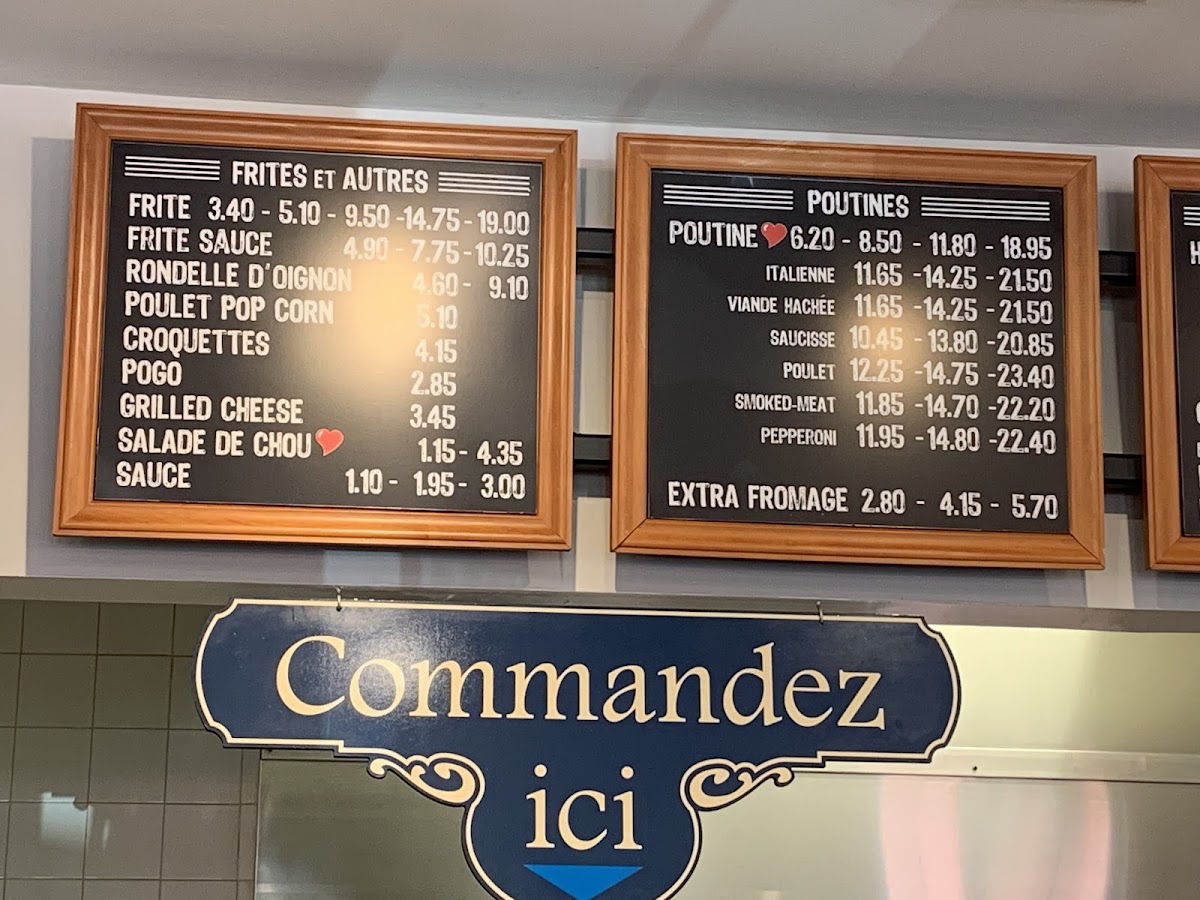 FRITES ET AUTRES
FRITE 3.40 - 5.10 - 9.50 -14.75 - 19.00
FRITE SAUCE 4.90 - 7.75 - 10.25
RONDELLE D'OIGNON 4.60 - 9.10
POULET POP CORN 5.10
CROQUETTES 4.15
POGO 2.85
GRILLED CHEESE 3.45
SALADE DE CHOU 1.15 - 4.35
SAUCE 1.10 - 1.95 - 3.00
POUTINES
POUTINE 6.20 - 8.50 - 11.80 - 18.95
ITALIENNE 11.65 -14.25 -21.50
VIANDE HACHÉE 11.65 -14.25 -21.50
SAUCISSE 10.45 - 13.80 -20.85
POULET 12.25 -14.75 -23.40
SMOKED-MEAT 11.85 -14.70 -22.20
PEPPERONI 11.95 -14.80 -22.40
EXTRA FROMAGE 2.80 - 4.15 - 5.70
Commandez
ici